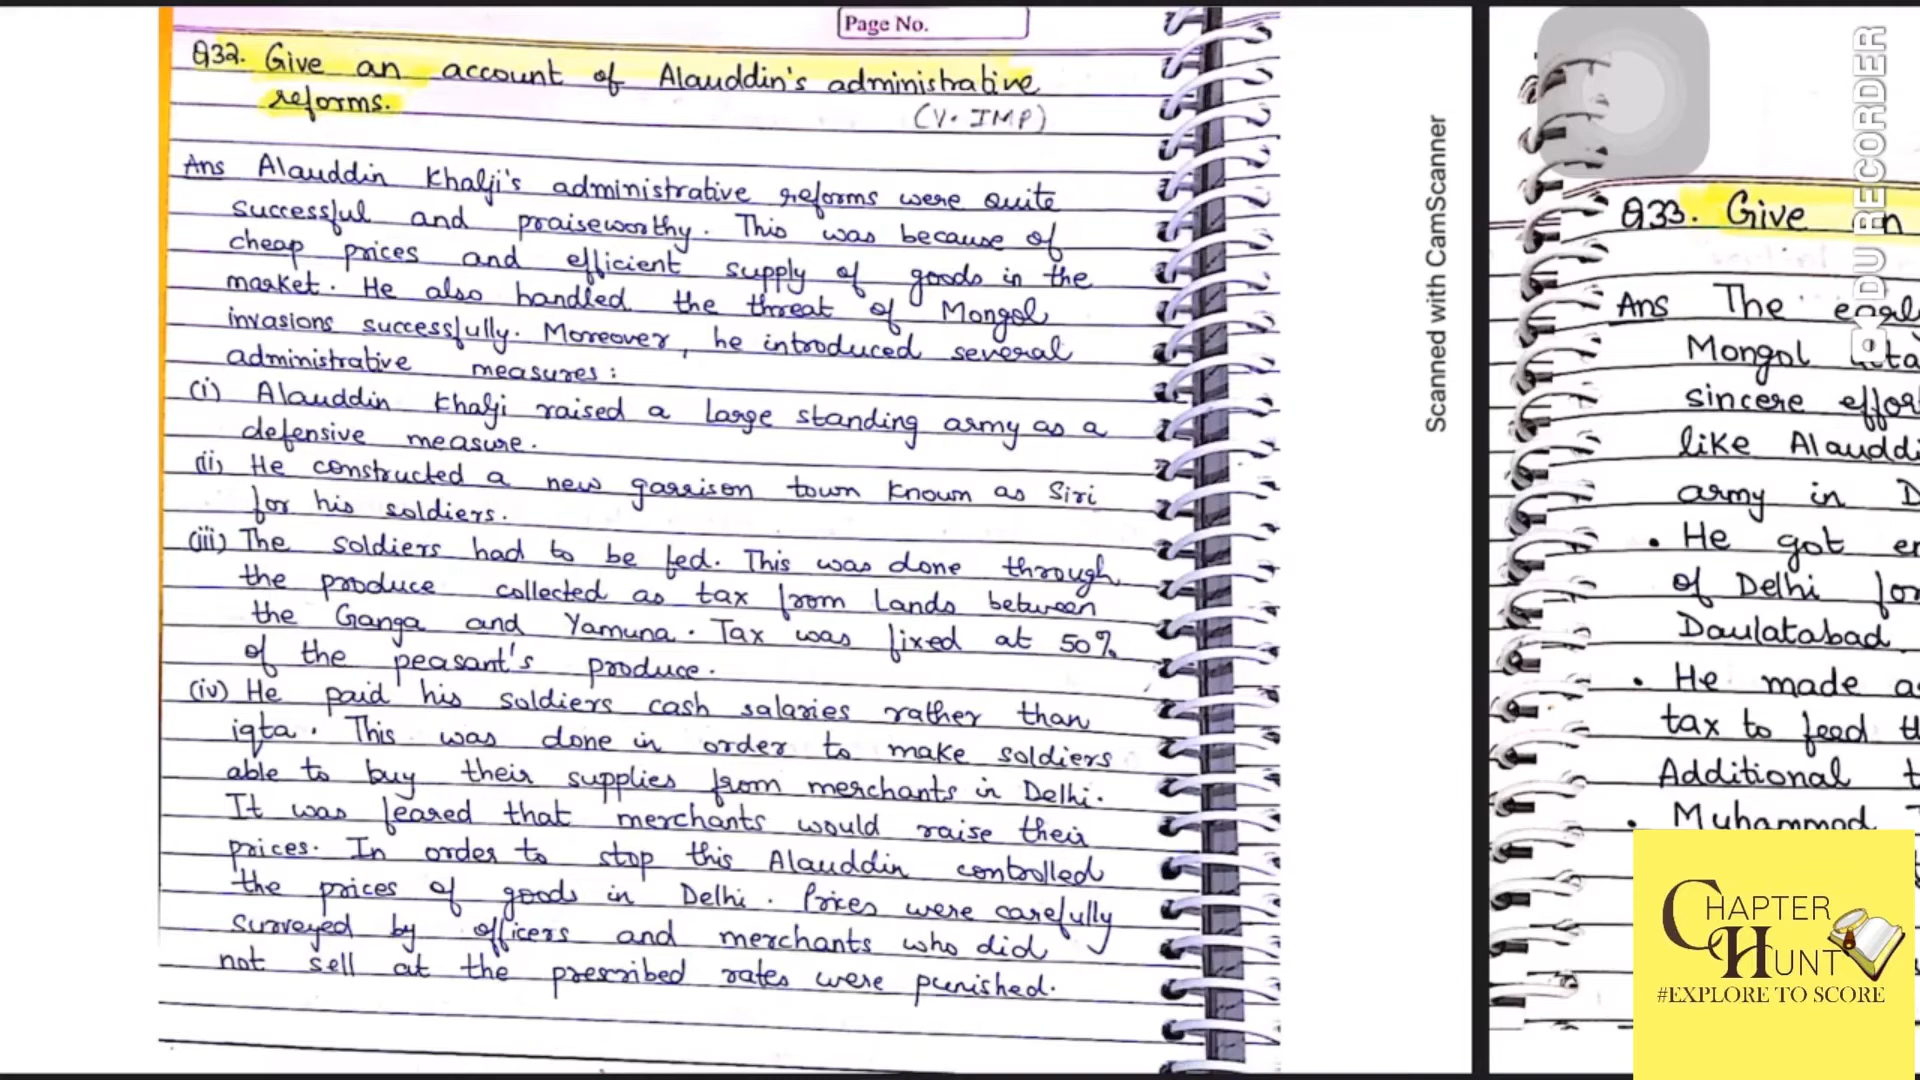 Page No.
Q32. Give an account of Alauddin's administrative
reforms.
(V. IMP)
Ans Alauddin Khalji's administrative reforms were quite
successful and praiseworthy. This was because of
cheap prices and efficient supply of goods in the
market. He also handled the threat of Mongol
invasions successfully. Moreover, he introduced several
administrative measures:
(i) Alauddin Khalji raised a large standing army as a
defensive measure.
(ii) He constructed a new garrison town known as Siri
for his soldiers.
(iii) The soldiers had to be fed. This was done through
the produce collected as tax from lands between
the Ganga and Yamuna. Tax was fixed at 50%
of the peasant's produce.
(iv) He paid his soldiers cash salaries rather than
iqta. This was done in order to make soldiers
able to buy their supplies from merchants in Delhi.
It was feared that merchants would raise their
prices. In order to stop this Alauddin controlled
the prices of goods in Delhi. Prices were carefully
surveyed by officers and merchants who did
not sell at the prescribed rates were punished.
Scanned with CamScanner
Q33. Give
Ans The
Mongol
sincere
like
army in
• He got
of Delhi
Daulatabad
• He made
tax to feed
Additional
• Muhammad
DU RECORDER
CHAPTER
HUNT
#EXPLORE TO SCORE